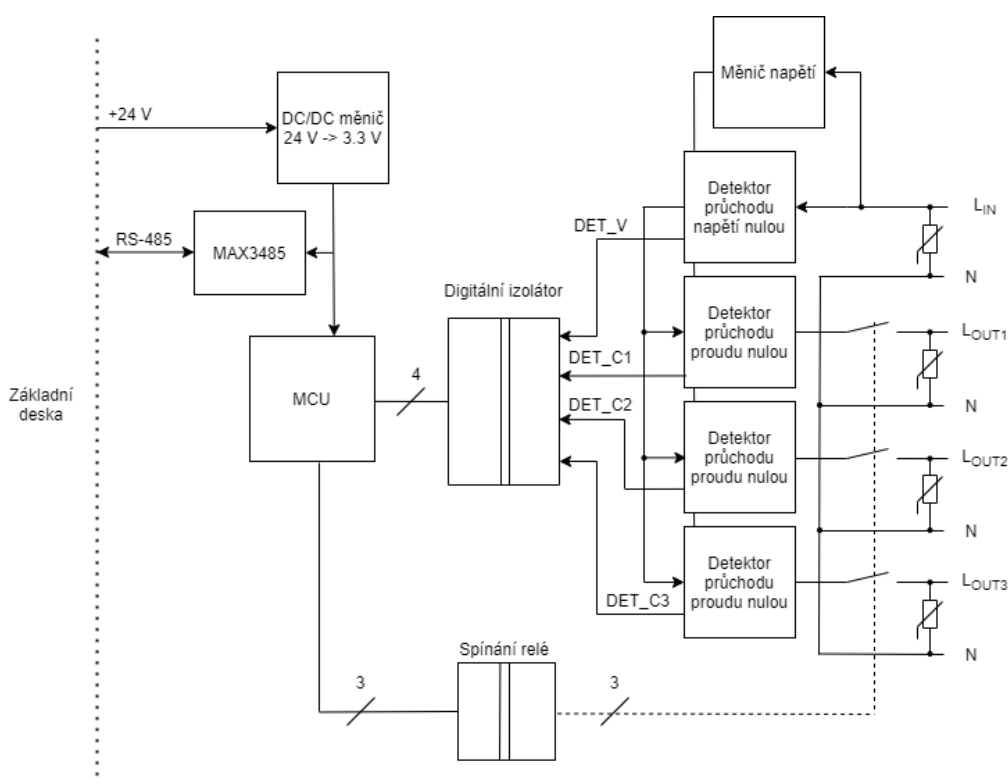 Měnič napětí
+24 V
DC/DC měnič
24 V -> 3.3 V
Detektor
průchodu
napětí nulou
L_IN
DET_V
RS-485
MAX3485
N
Digitální izolátor
Detektor
průchodu
proudu nulou
L_OUT1
DET_C1
4
MCU
Základní
deska
N
DET_C2
Detektor
průchodu
proudu nulou
L_OUT2
N
Detektor
průchodu
proudu nulou
L_OUT3
DET_C3
N
Spínání relé
3
3